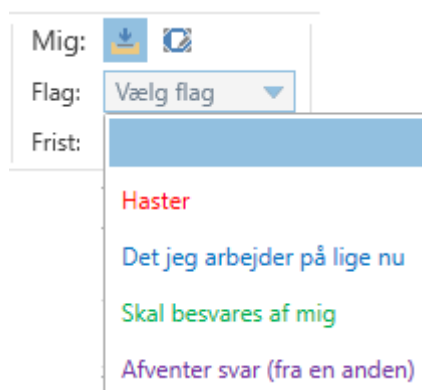 Mig:
Flag: Vælg flag
Frist:
Haster
Det jeg arbejder på lige nu
Skal besvares af mig
Afventer svar (fra en anden)